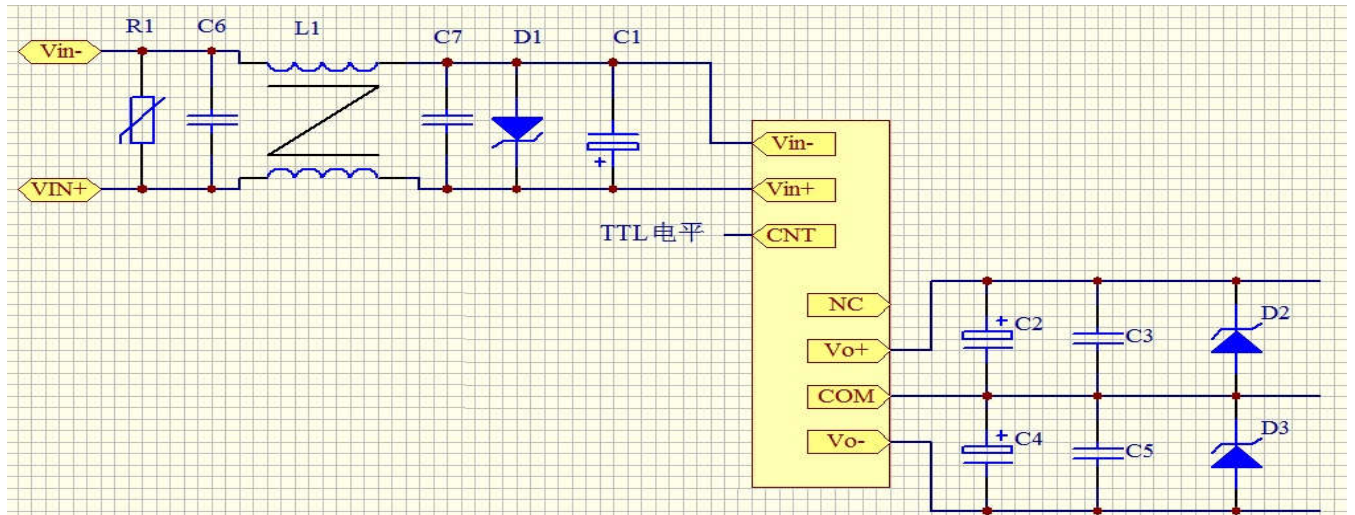 R1 C6 L1 C7 D1 C1
Vin-
VIN+
+
Vin-
Vin+
TTL电平 CNT
NC
Vo+
COM
Vo-
+ C2 C3 D2
+ C4 C5 D3